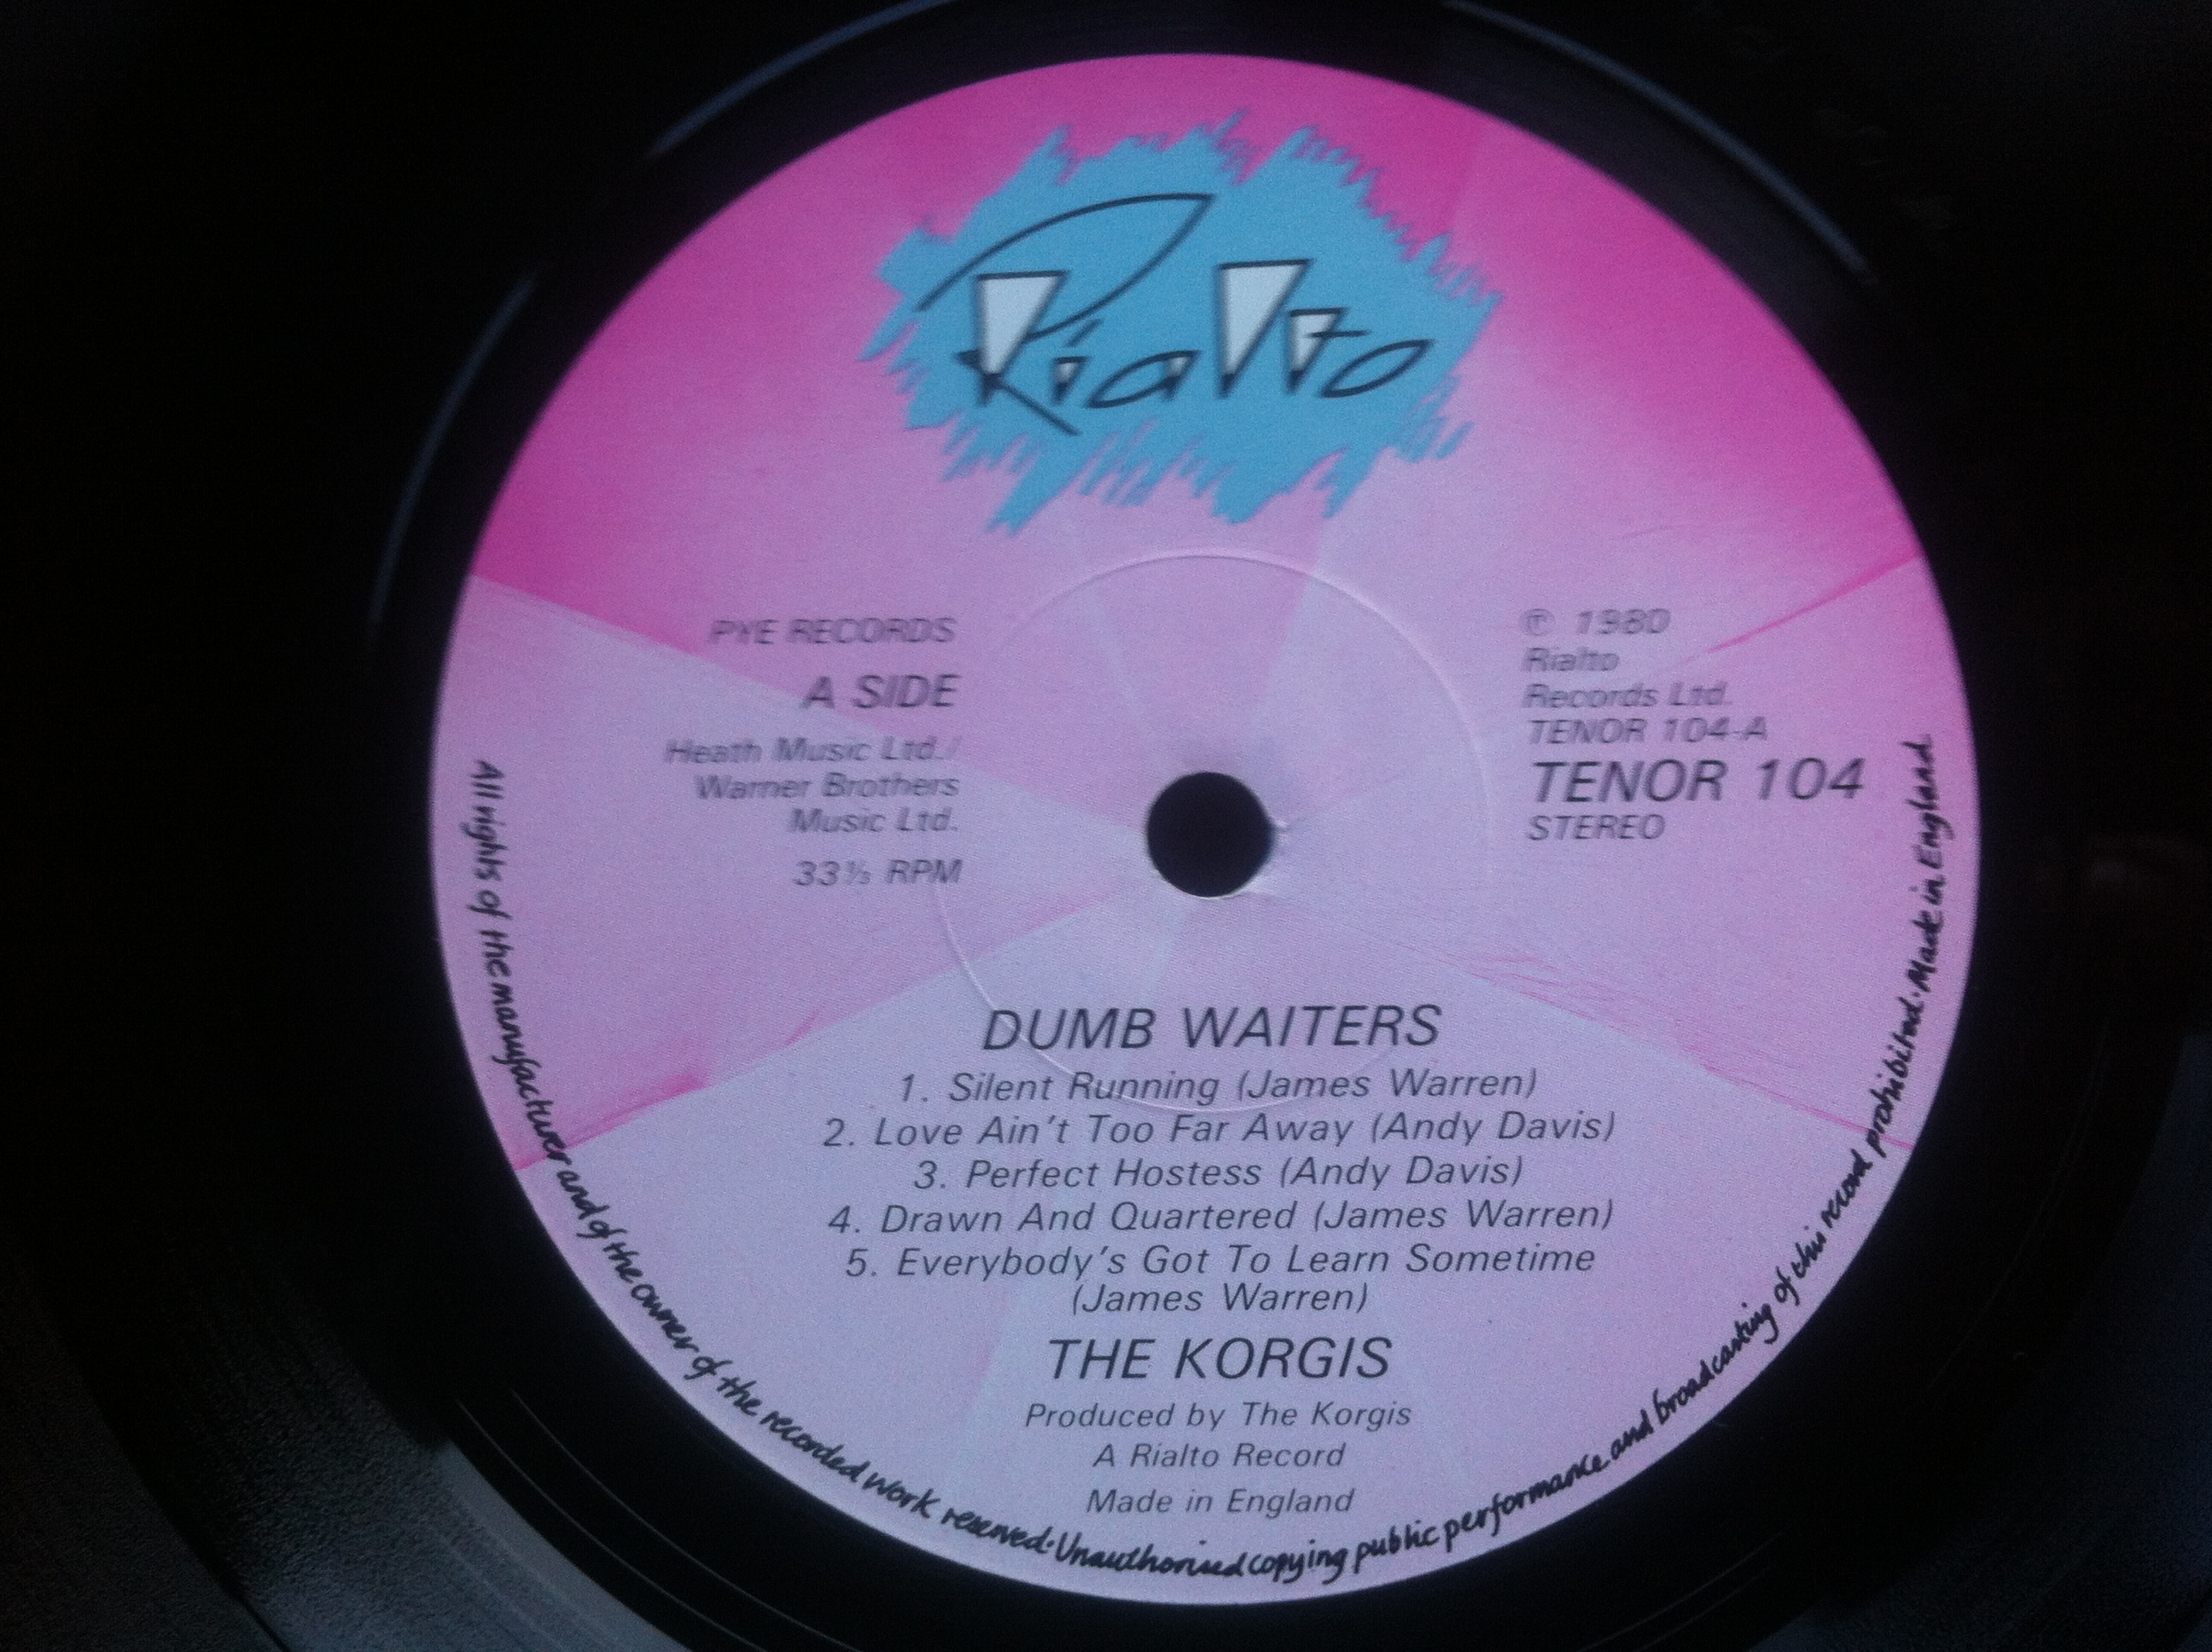 Rialto
PYE RECORDS
A SIDE
Heath Music Ltd./
Warner Brothers
Music Ltd.
33⅓ RPM
℗ 1980
Rialto
Records Ltd.
TENOR 104-A
TENOR 104
STEREO
DUMB WAITERS
1. Silent Running (James Warren)
2. Love Ain't Too Far Away (Andy Davis)
3. Perfect Hostess (Andy Davis)
4. Drawn And Quartered (James Warren)
5. Everybody's Got To Learn Sometime
(James Warren)
THE KORGIS
Produced by The Korgis
A Rialto Record
Made in England
All rights of the manufacturer and of the owner of the recorded work reserved·Unauthorised copying public performance and broadcasting of this record prohibited·Made in England